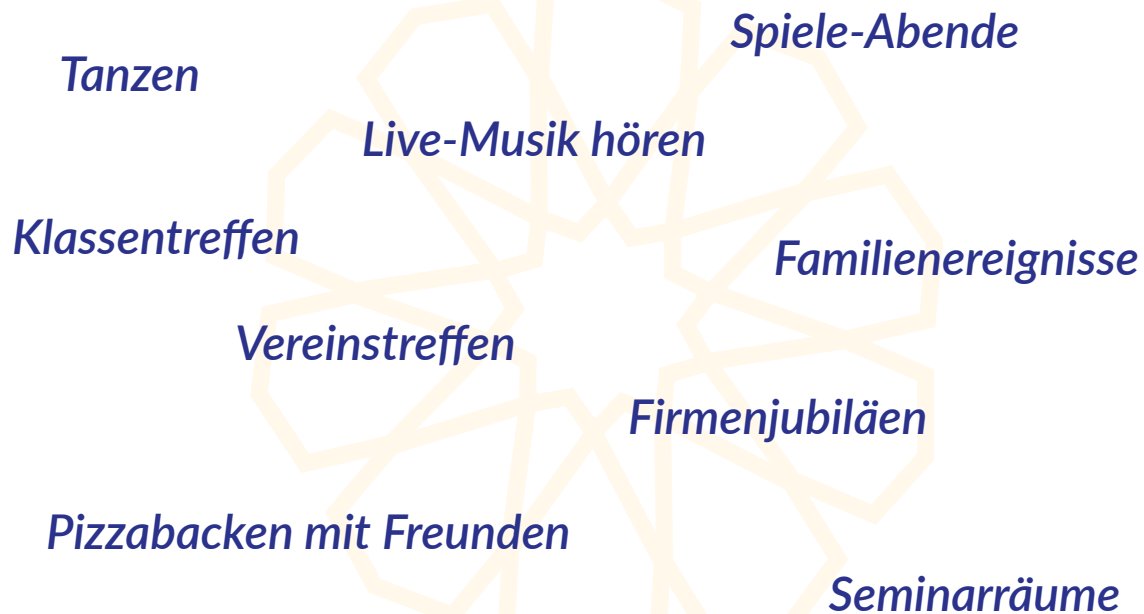 Spiele-Abende
Tanzen
Live-Musik hören
Klassentreffen
Familienereignisse
Vereinstreffen
Firmenjubiläen
Pizzabacken mit Freunden
Seminarräume